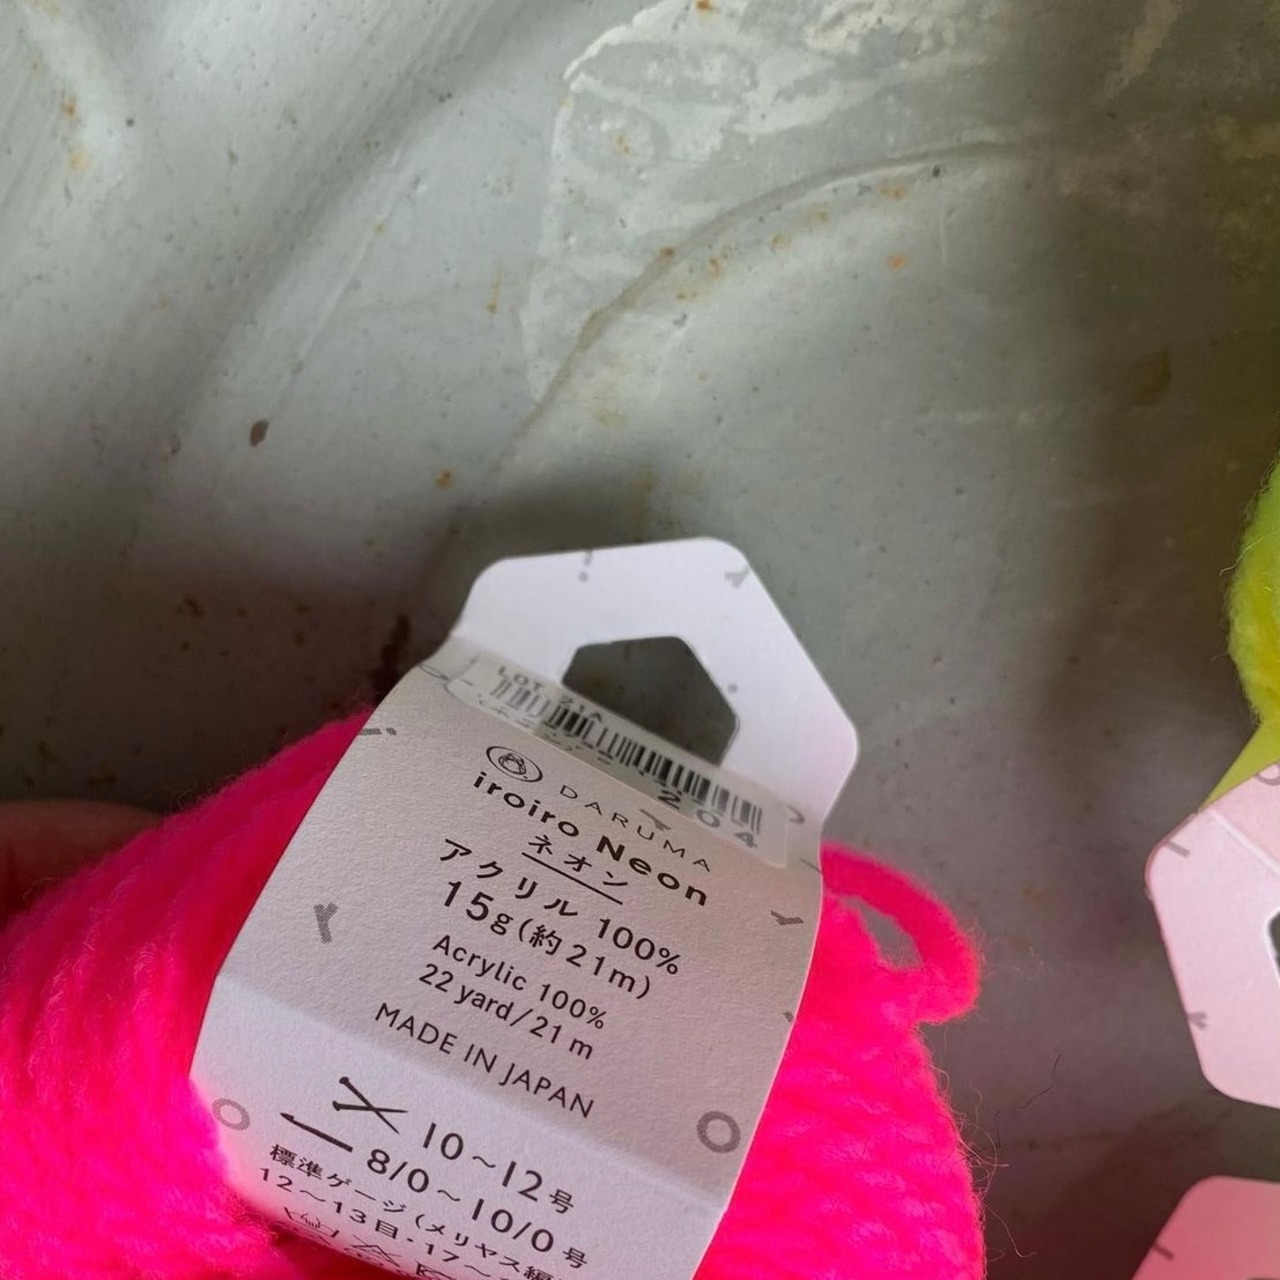 LOT. 21A
204
DARUMA
iroiro Neon
ネオン
アクリル 100%
15g(約21m)
Acrylic 100%
22 yard/21 m
MADE IN JAPAN
10~12号
8/0~10/0号
標準ゲージ(メリヤス編
12~13目・17~